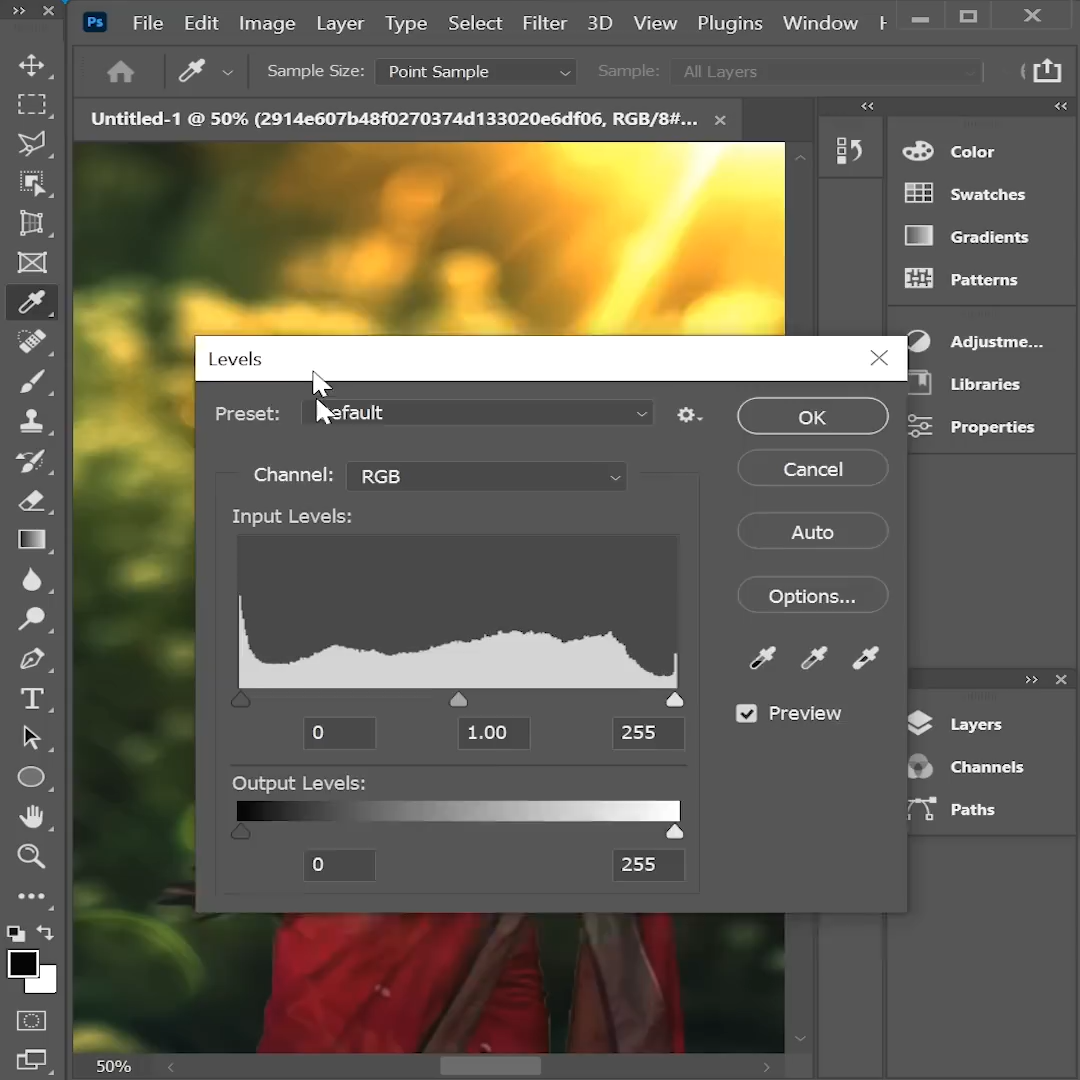 Ps File Edit Image Layer Type Select Filter 3D View Plugins Window
Sample Size: Point Sample Sample: All Layers
Untitled-1 @ 50% (2914e607b48f0270374d133020e6df06, RGB/8#...
Color
Swatches
Gradients
Patterns
Adjustme...
Libraries
Properties
Levels
Preset: efault
OK
Channel: RGB
Cancel
Input Levels:
Auto
Options...
Preview
0 1.00 255
Output Levels:
0 255
Layers
Channels
Paths
50%